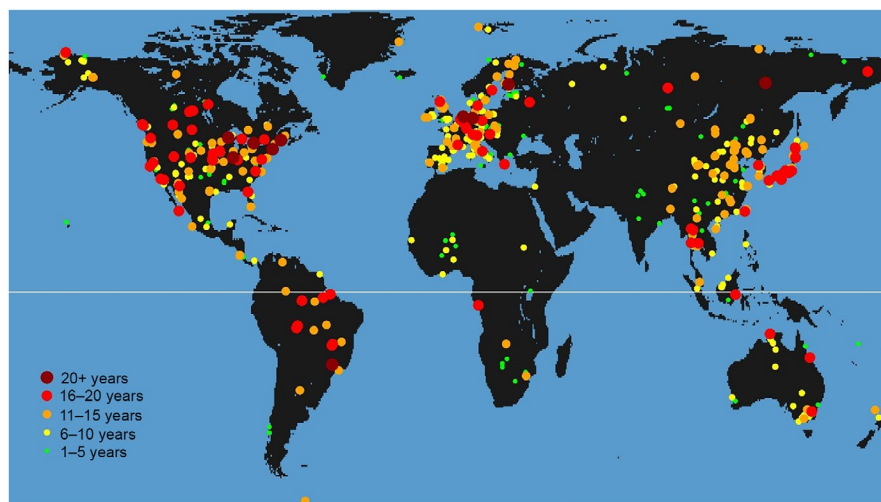 20+ years
16–20 years
11–15 years
6–10 years
1–5 years